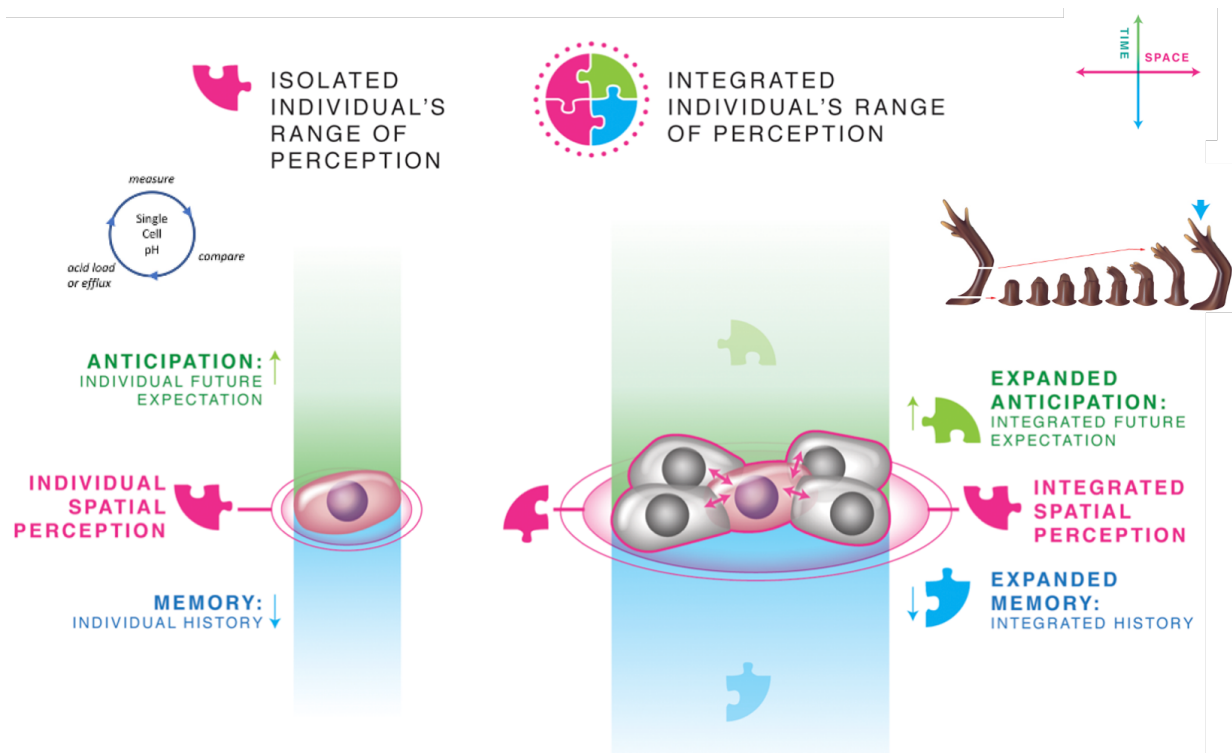 ISOLATED
INDIVIDUAL'S
RANGE OF
PERCEPTION
INTEGRATED
INDIVIDUAL'S RANGE
OF PERCEPTION
TIME
SPACE
measure
Single
Cell
pH
compare
acid load
or efflux
ANTICIPATION:
INDIVIDUAL FUTURE
EXPECTATION
INDIVIDUAL
SPATIAL
PERCEPTION
MEMORY:
INDIVIDUAL HISTORY
EXPANDED
ANTICIPATION:
INTEGRATED FUTURE
EXPECTATION
INTEGRATED
SPATIAL
PERCEPTION
EXPANDED
MEMORY:
INTEGRATED HISTORY